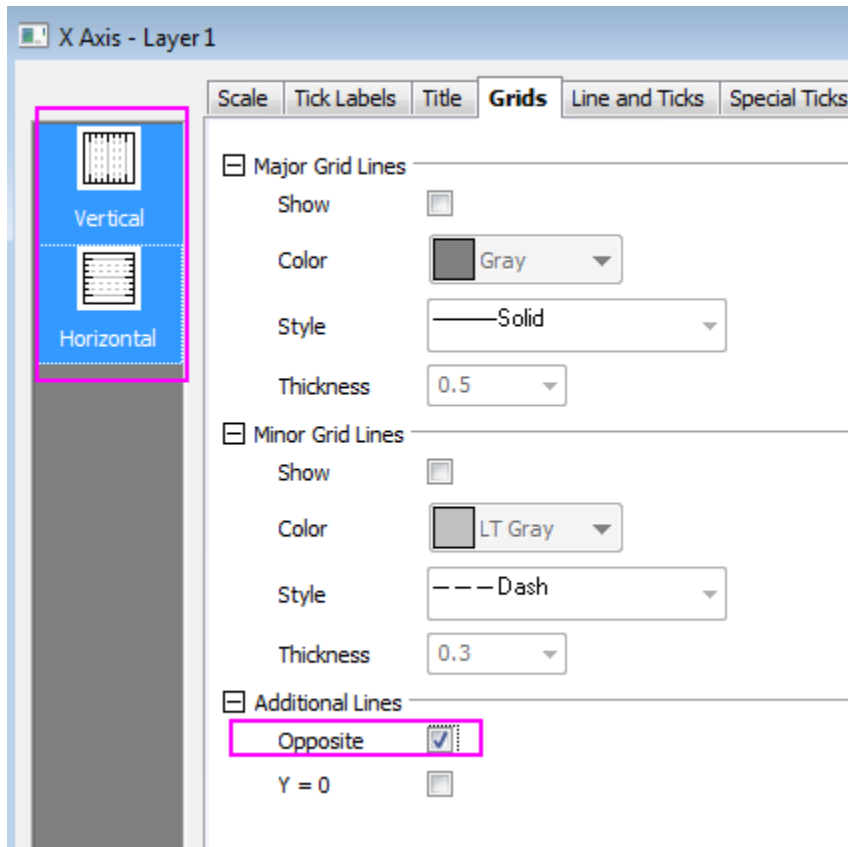 X Axis - Layer 1
Scale Tick Labels Title Grids Line and Ticks Special Ticks
Vertical
Horizontal
Major Grid Lines
Show
Color Gray
Style Solid
Thickness 0.5
Minor Grid Lines
Show
Color LT Gray
Style Dash
Thickness 0.3
Additional Lines
Opposite
Y = 0